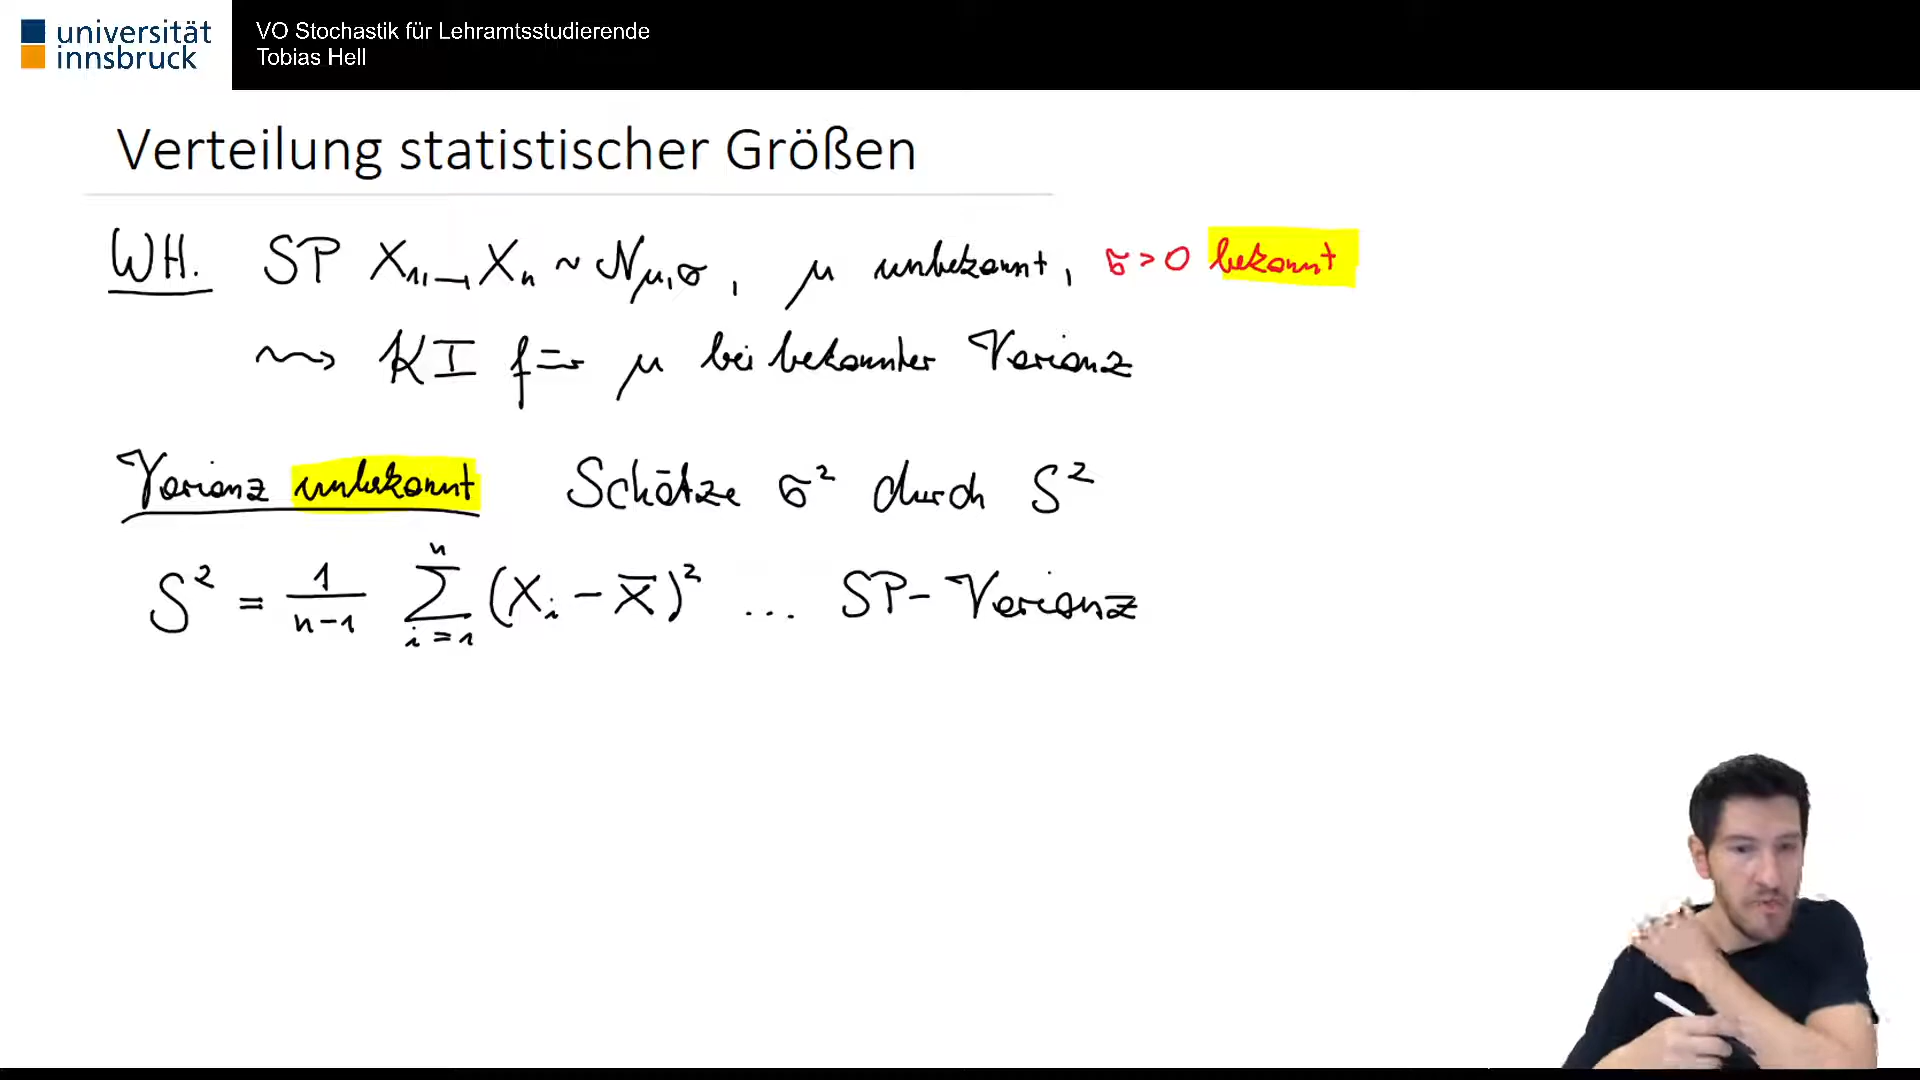 universität innsbruck
VO Stochastik für Lehramtsstudierende
Tobias Hell
Verteilung statistischer Größen
WH. SP X₁, … Xₙ ~ N_μ,σ , μ unbekannt, σ > 0 bekannt
⇝ KI für μ bei bekannter Varianz
Varianz unbekannt Schätze σ² durch S²
S² = 1/(n-1) ∑_{i=1}^{n} (Xᵢ - X̅)² ... SP-Varianz